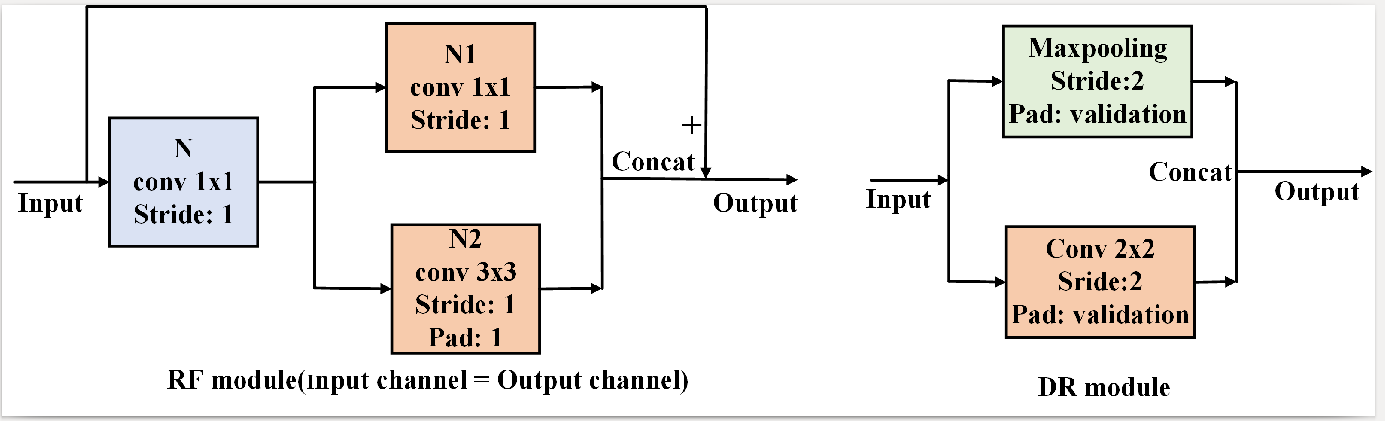 N
conv 1x1
Stride: 1
Input
N1
conv 1x1
Stride: 1
N2
conv 3x3
Stride: 1
Pad: 1
+
Concat
Output
RF module(ınput channel = Output channel)
Input
Maxpooling
Stride:2
Pad: validation
Conv 2x2
Sride:2
Pad: validation
Concat
Output
DR module